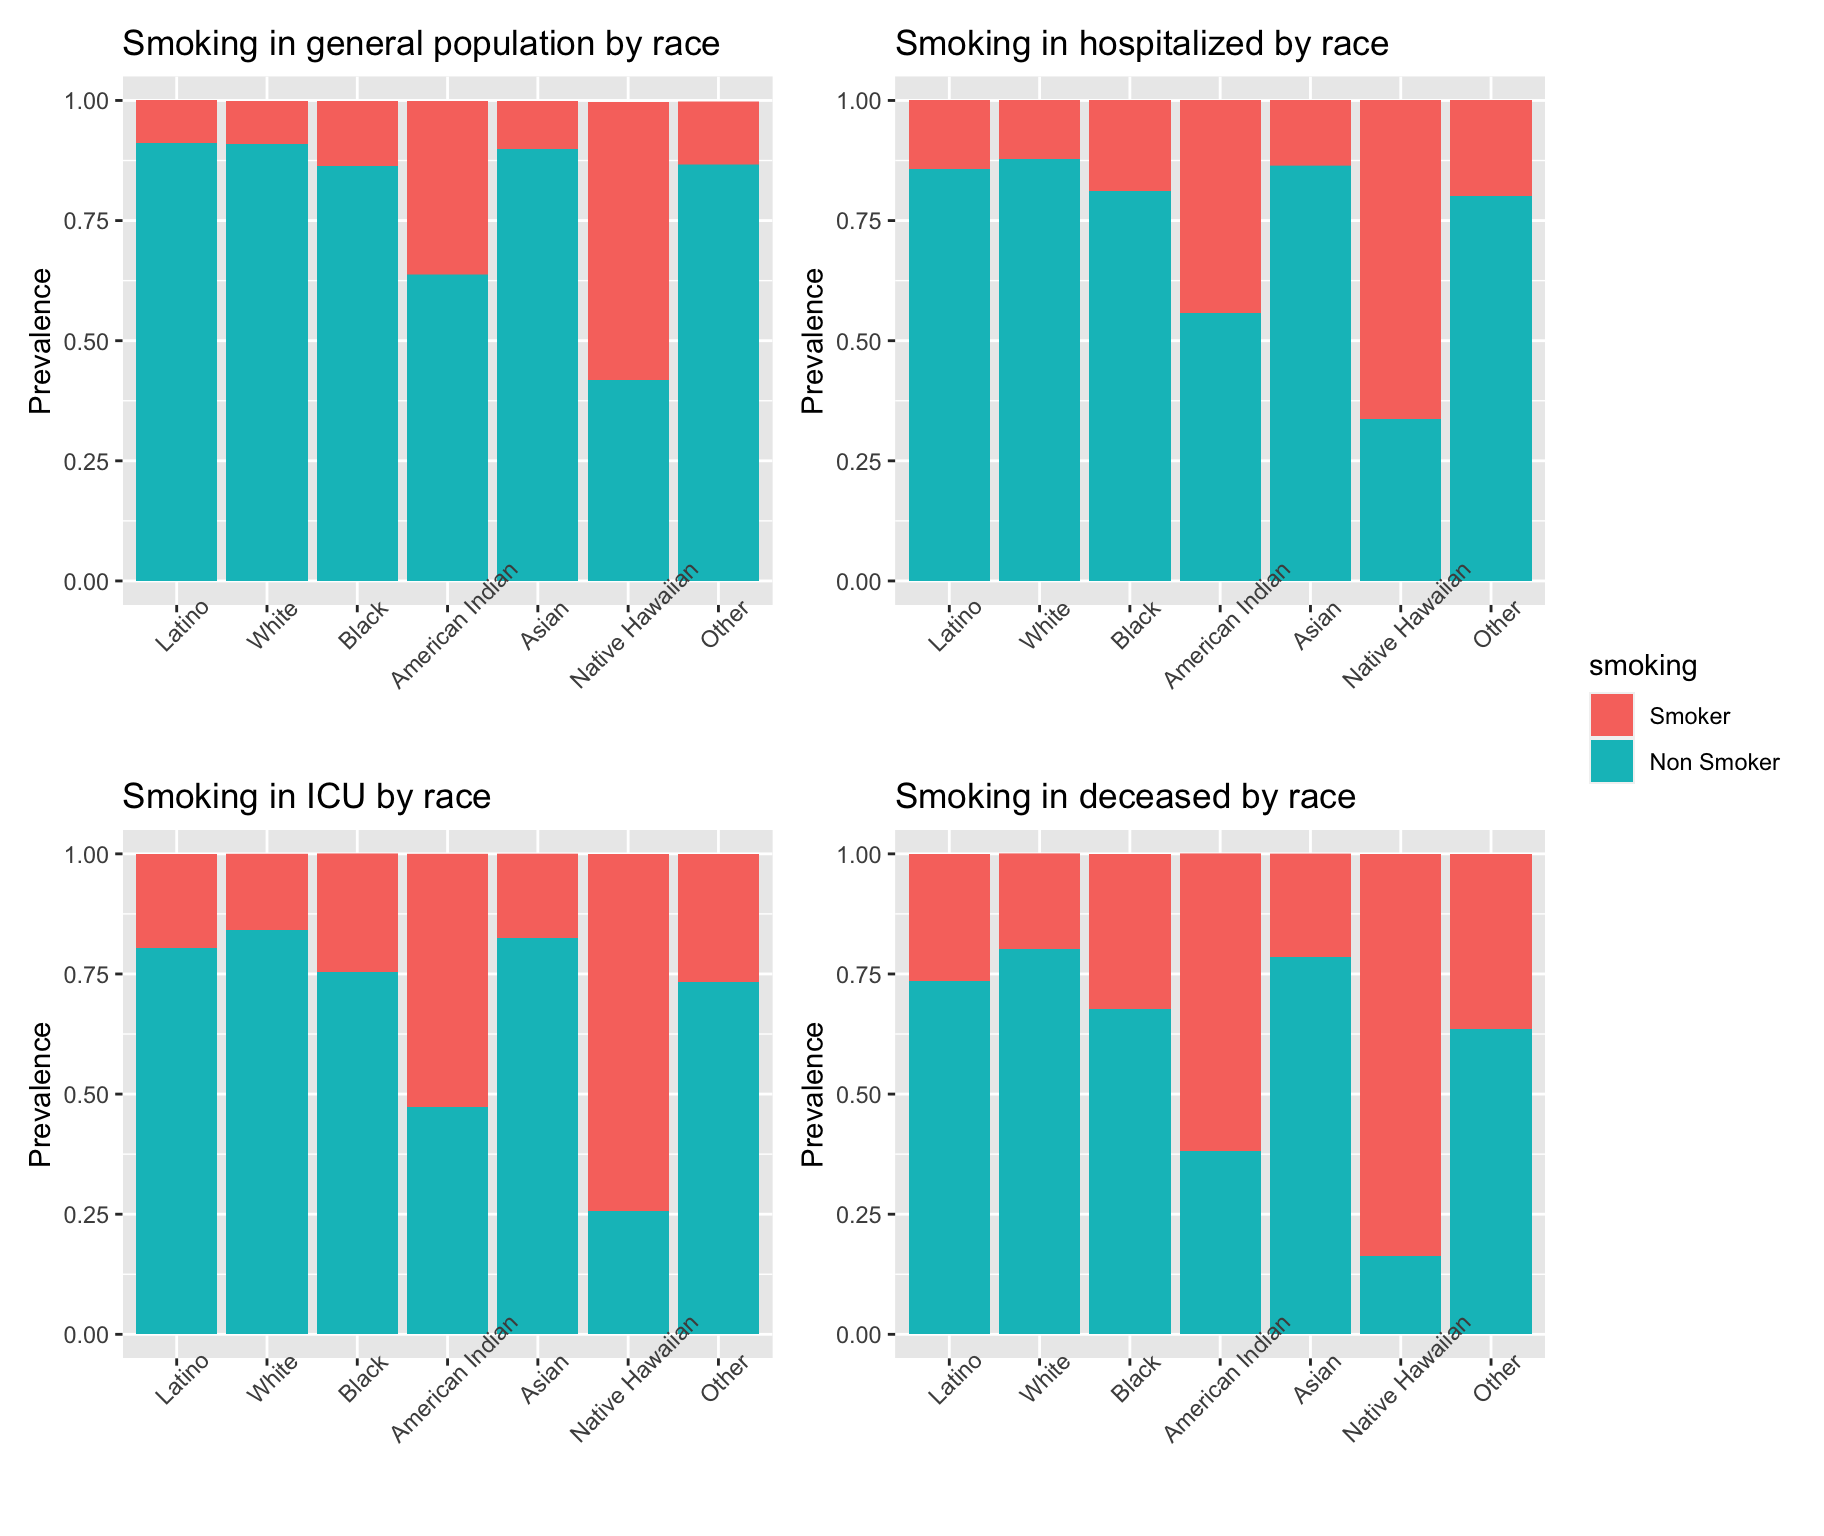 Smoking in general population by race
Prevalence
1.00
0.75
0.50
0.25
0.00
Latino
White
Black
American Indian
Asian
Native Hawaiian
Other
Smoking in hospitalized by race
Prevalence
1.00
0.75
0.50
0.25
0.00
Latino
White
Black
American Indian
Asian
Native Hawaiian
Other
smoking
Smoker
Non Smoker
Smoking in ICU by race
Prevalence
1.00
0.75
0.50
0.25
0.00
Latino
White
Black
American Indian
Asian
Native Hawaiian
Other
Smoking in deceased by race
Prevalence
1.00
0.75
0.50
0.25
0.00
Latino
White
Black
American Indian
Asian
Native Hawaiian
Other